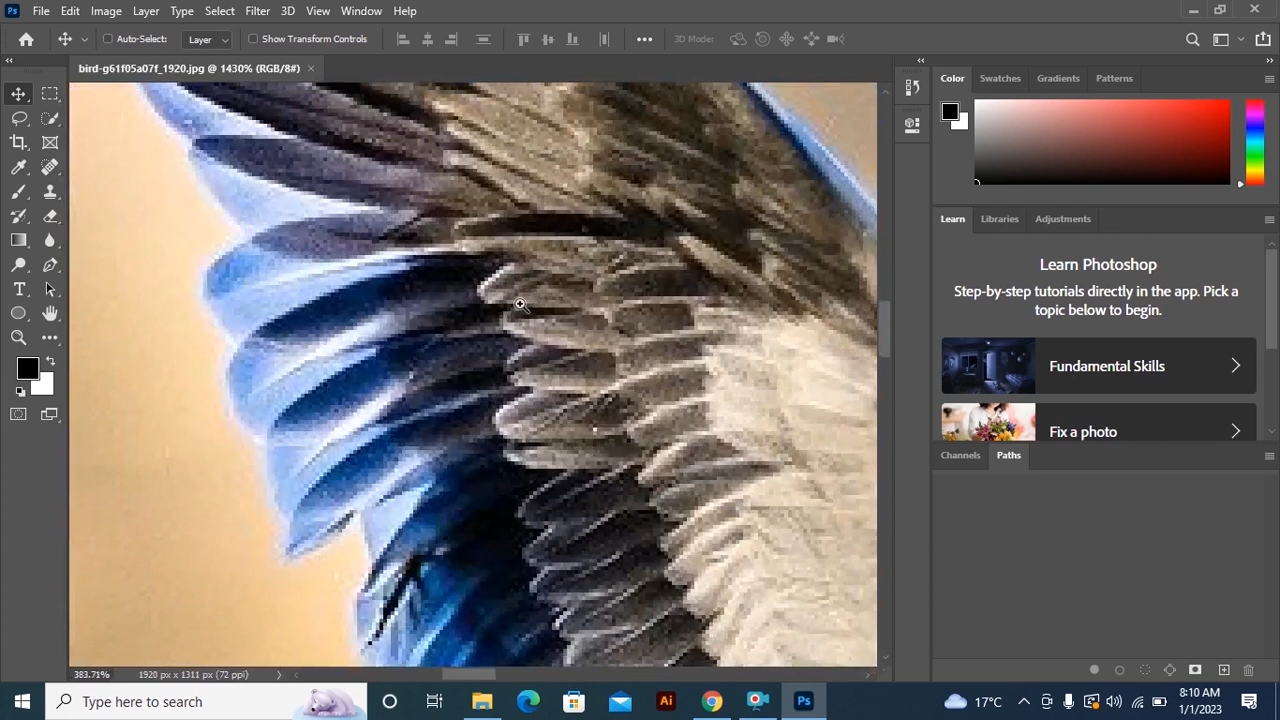 Ps File Edit Image Layer Type Select Filter 3D View Window Help
Auto-Select: Layer Show Transform Controls ••• 3D Mode:
bird-g61f05a07f_1920.jpg @ 1430% (RGB/8#) ×
Color Swatches Gradients Patterns
Learn Libraries Adjustments
Learn Photoshop
Step-by-step tutorials directly in the app. Pick a
topic below to begin.
Fundamental Skills
Fix a photo
Channels Paths
383.71% 1920 px x 1311 px (72 ppi)
Type here to search
Ai
Ps
17°C
8:10 AM
1/1/2023